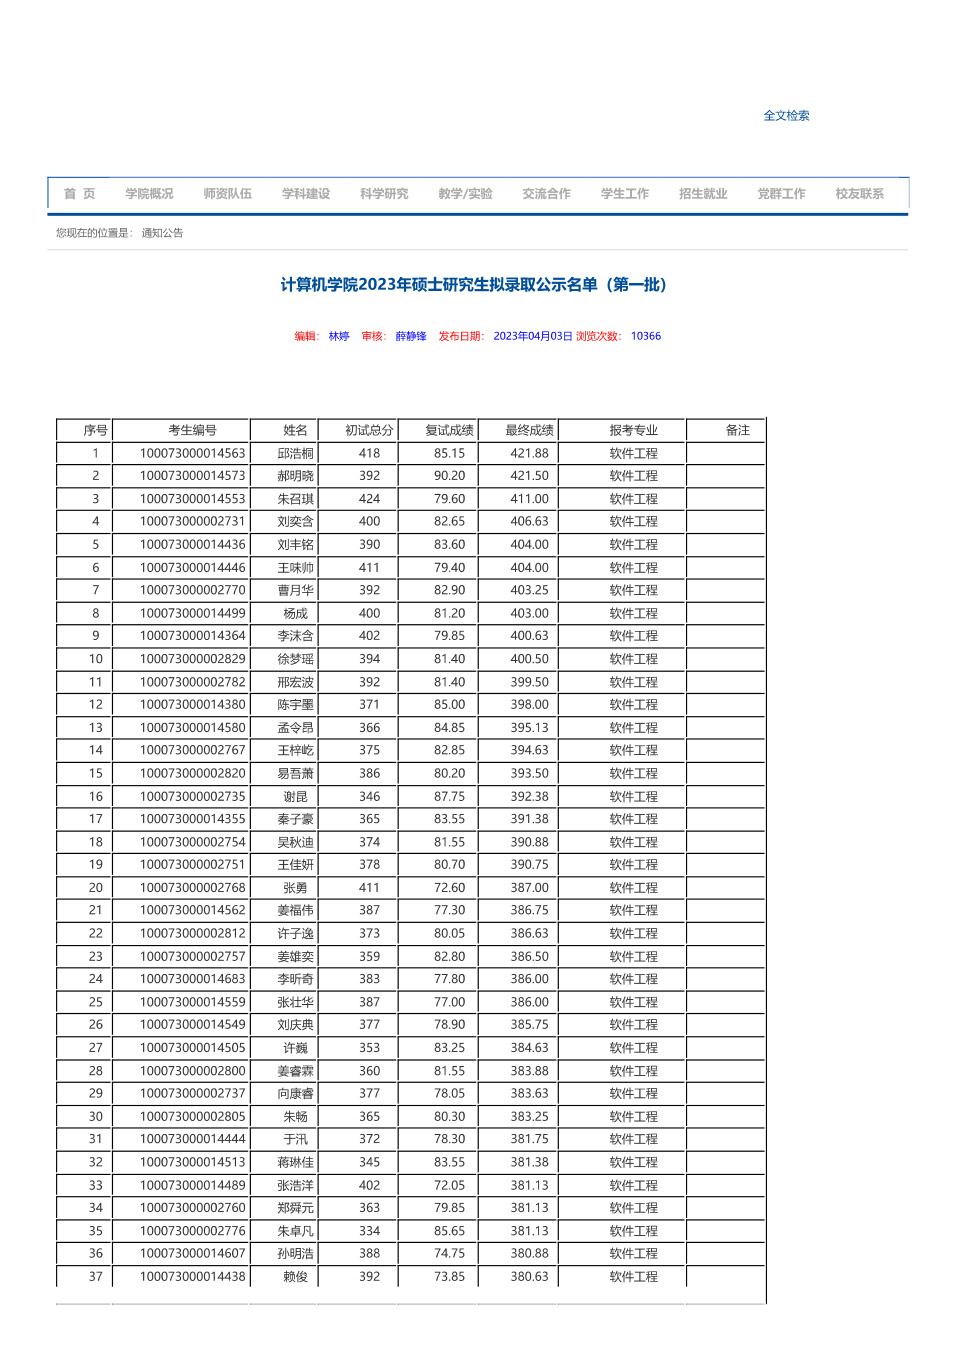 全文检索
首 页 学院概况 师资队伍 学科建设 科学研究 教学/实验 交流合作 学生工作 招生就业 党群工作 校友联系
您现在的位置是： 通知公告
计算机学院2023年硕士研究生拟录取公示名单（第一批）
编辑： 林婷 审核： 薛静锋 发布日期： 2023年04月03日 浏览次数： 10366
序号 考生编号 姓名 初试总分 复试成绩 最终成绩 报考专业 备注
1 100073000014563 邱浩桐 418 85.15 421.88 软件工程
2 100073000014573 郝明晓 392 90.20 421.50 软件工程
3 100073000014553 朱召琪 424 79.60 411.00 软件工程
4 100073000002731 刘奕含 400 82.65 406.63 软件工程
5 100073000014436 刘丰铭 390 83.60 404.00 软件工程
6 100073000014446 王味帅 411 79.40 404.00 软件工程
7 100073000002770 曹月华 392 82.90 403.25 软件工程
8 100073000014499 杨成 400 81.20 403.00 软件工程
9 100073000014364 李沫含 402 79.85 400.63 软件工程
10 100073000002829 徐梦瑶 394 81.40 400.50 软件工程
11 100073000002782 邢宏波 392 81.40 399.50 软件工程
12 100073000014380 陈宇墨 371 85.00 398.00 软件工程
13 100073000014580 孟令昂 366 84.85 395.13 软件工程
14 100073000002767 王梓屹 375 82.85 394.63 软件工程
15 100073000002820 易吾萧 386 80.20 393.50 软件工程
16 100073000002735 谢昆 346 87.75 392.38 软件工程
17 100073000014355 秦子豪 365 83.55 391.38 软件工程
18 100073000002754 吴秋迪 374 81.55 390.88 软件工程
19 100073000002751 王佳妍 378 80.70 390.75 软件工程
20 100073000002768 张勇 411 72.60 387.00 软件工程
21 100073000014562 姜福伟 387 77.30 386.75 软件工程
22 100073000002812 许子逸 373 80.05 386.63 软件工程
23 100073000002757 姜雄奕 359 82.80 386.50 软件工程
24 100073000014683 李昕奇 383 77.80 386.00 软件工程
25 100073000014559 张壮华 387 77.00 386.00 软件工程
26 100073000014549 刘庆典 377 78.90 385.75 软件工程
27 100073000014505 许巍 353 83.25 384.63 软件工程
28 100073000002800 姜睿霖 360 81.55 383.88 软件工程
29 100073000002737 向康睿 377 78.05 383.63 软件工程
30 100073000002805 朱畅 365 80.30 383.25 软件工程
31 100073000014444 于汛 372 78.30 381.75 软件工程
32 100073000014513 蒋琳佳 345 83.55 381.38 软件工程
33 100073000014489 张浩洋 402 72.05 381.13 软件工程
34 100073000002760 郑舜元 363 79.85 381.13 软件工程
35 100073000002776 朱卓凡 334 85.65 381.13 软件工程
36 100073000014607 孙明浩 388 74.75 380.88 软件工程
37 100073000014438 赖俊 392 73.85 380.63 软件工程